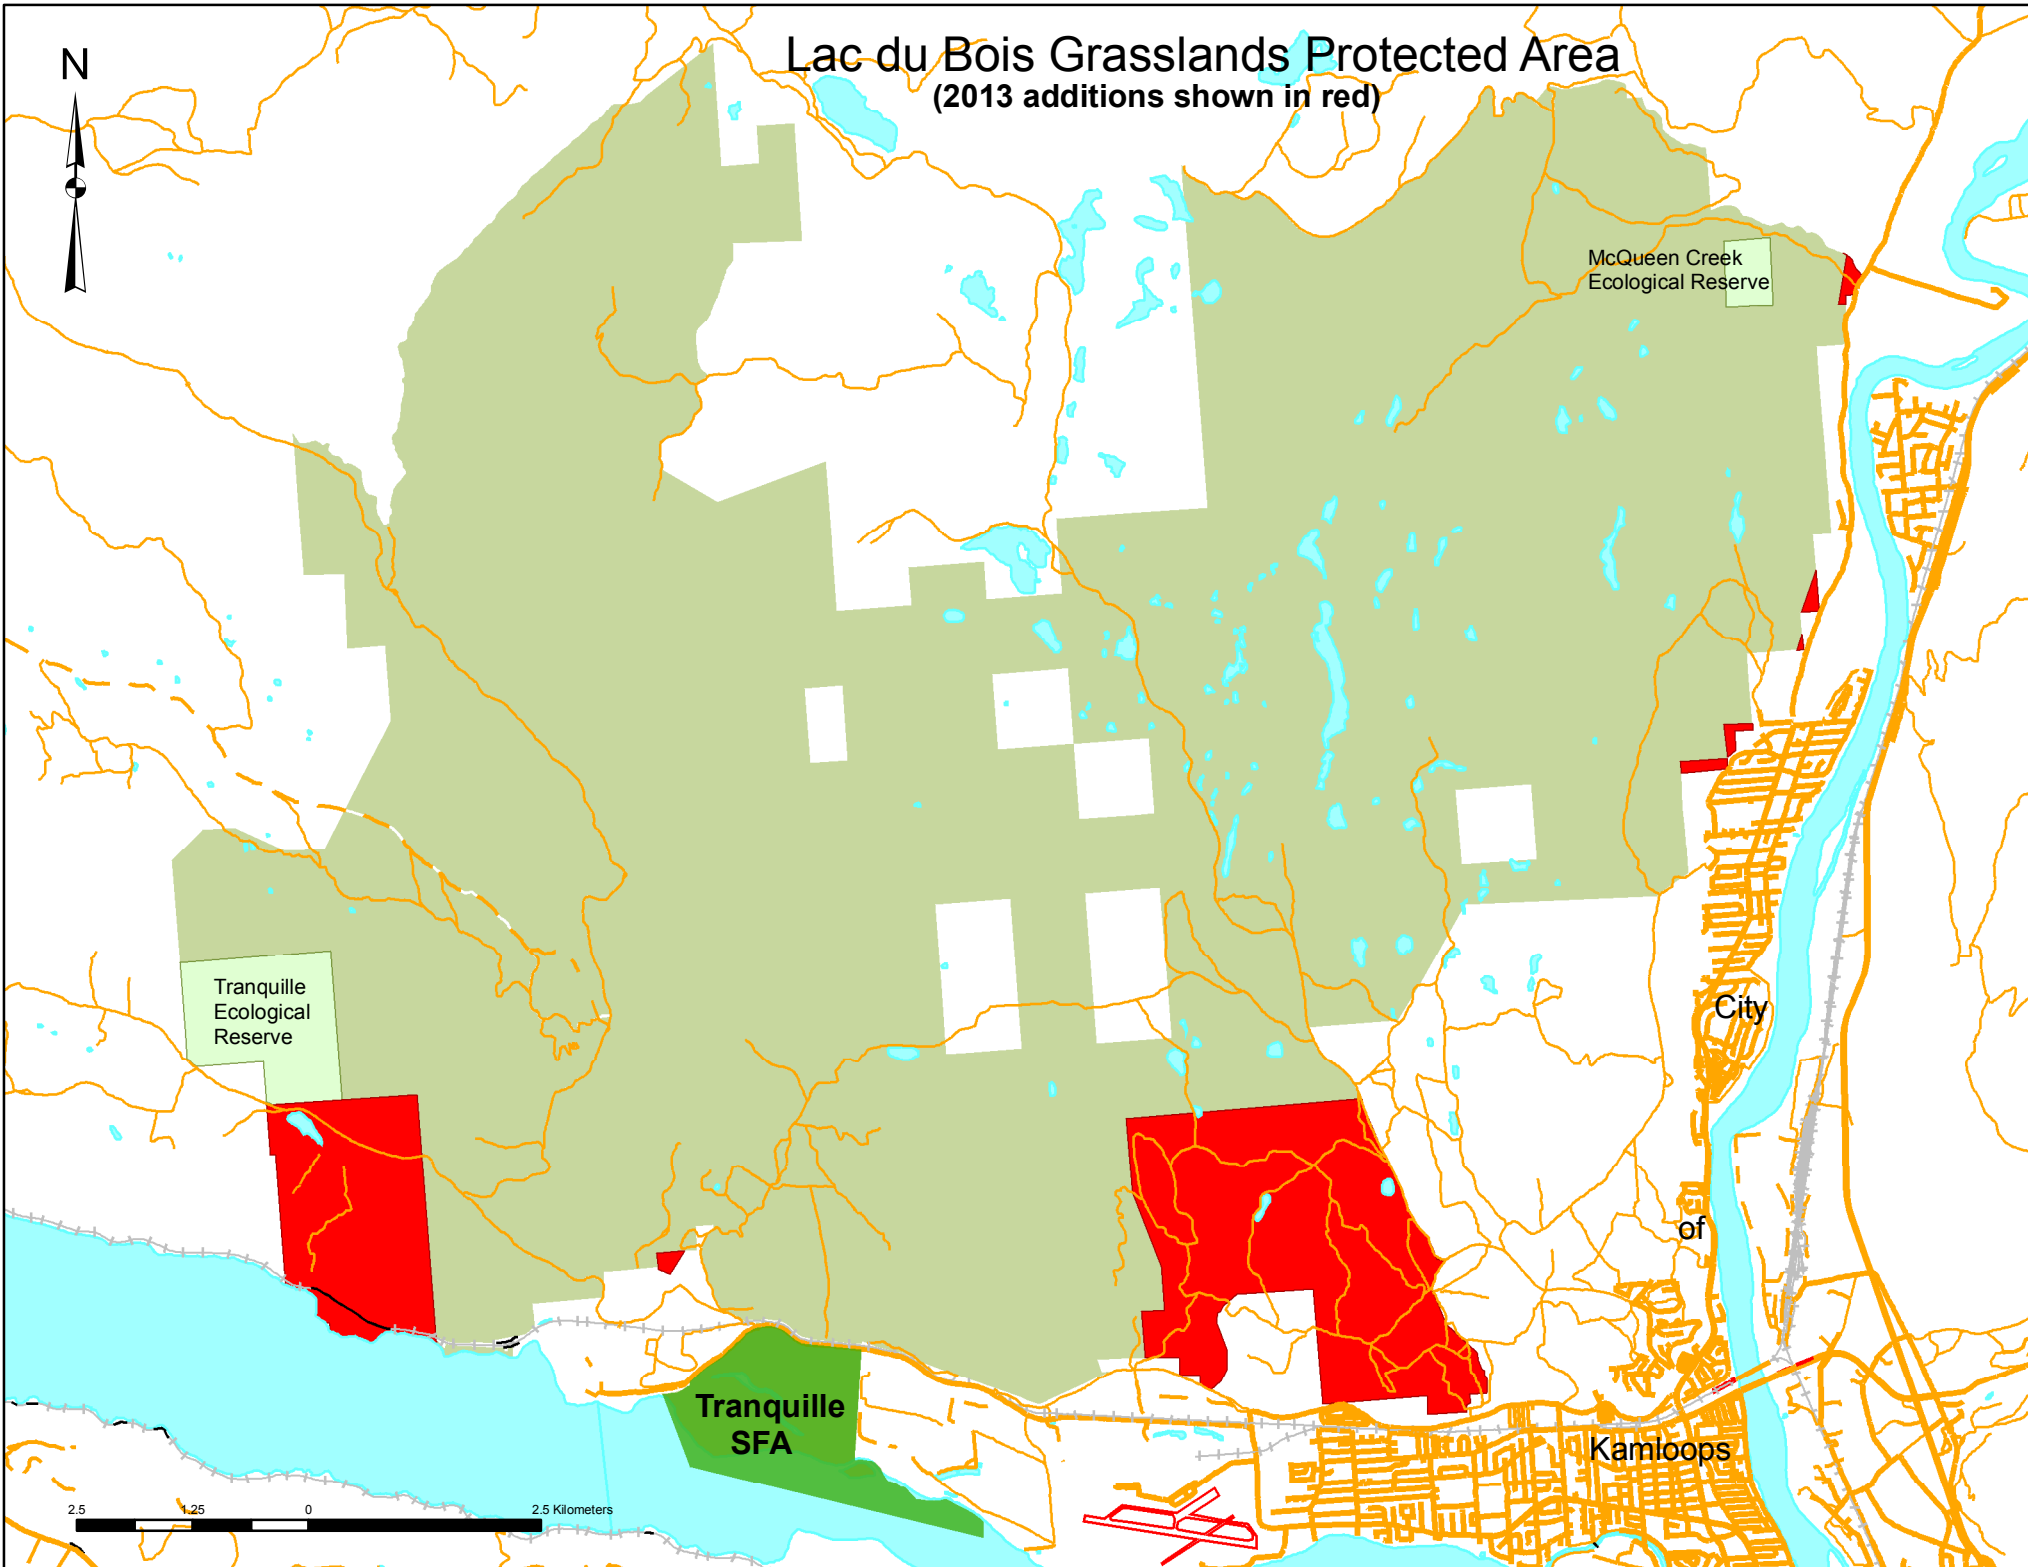 Lac du Bois Grasslands Protected Area
(2013 additions shown in red)
N
McQueen Creek
Ecological Reserve
Tranquille
Ecological
Reserve
City
of
Kamloops
Tranquille
SFA
2.5 1.25 0 2.5 Kilometers